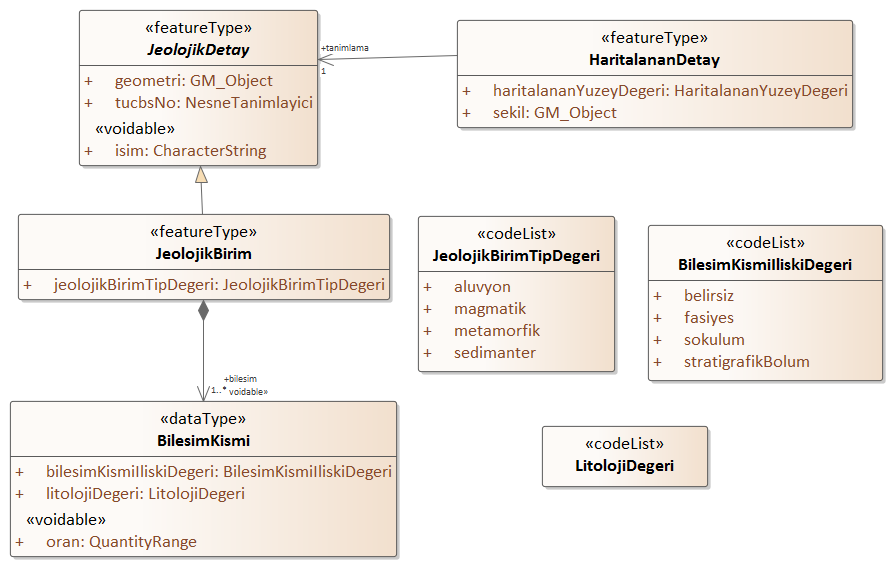 «featureType»
JeolojikDetay
+ geometri: GM_Object
+ tucbsNo: NesneTanimlayici
«voidable»
+ isim: CharacterString
+tanimlama
1
«featureType»
HaritalananDetay
+ haritalananYuzeyDegeri: HaritalananYuzeyDegeri
+ sekil: GM_Object
«featureType»
JeolojikBirim
+ jeolojikBirimTipDegeri: JeolojikBirimTipDegeri
«codeList»
JeolojikBirimTipDegeri
+ aluvyon
+ magmatik
+ metamorfik
+ sedimanter
«codeList»
BilesimKismiIliskiDegeri
+ belirsiz
+ fasiyes
+ sokulum
+ stratigrafikBolum
+bilesim
1..* voidable»
«dataType»
BilesimKismi
+ bilesimKismiIliskiDegeri: BilesimKismiIliskiDegeri
+ litolojiDegeri: LitolojiDegeri
«voidable»
+ oran: QuantityRange
«codeList»
LitolojiDegeri